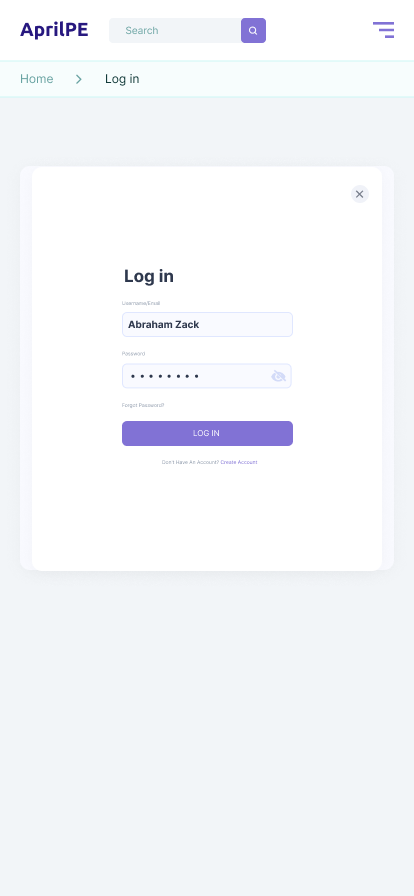 AprilPE
Search
Home > Log in
Log in
Username/Email
Abraham Zack
Password
••••••••
Forgot Password?
LOG IN
Don't Have An Account? Create Account